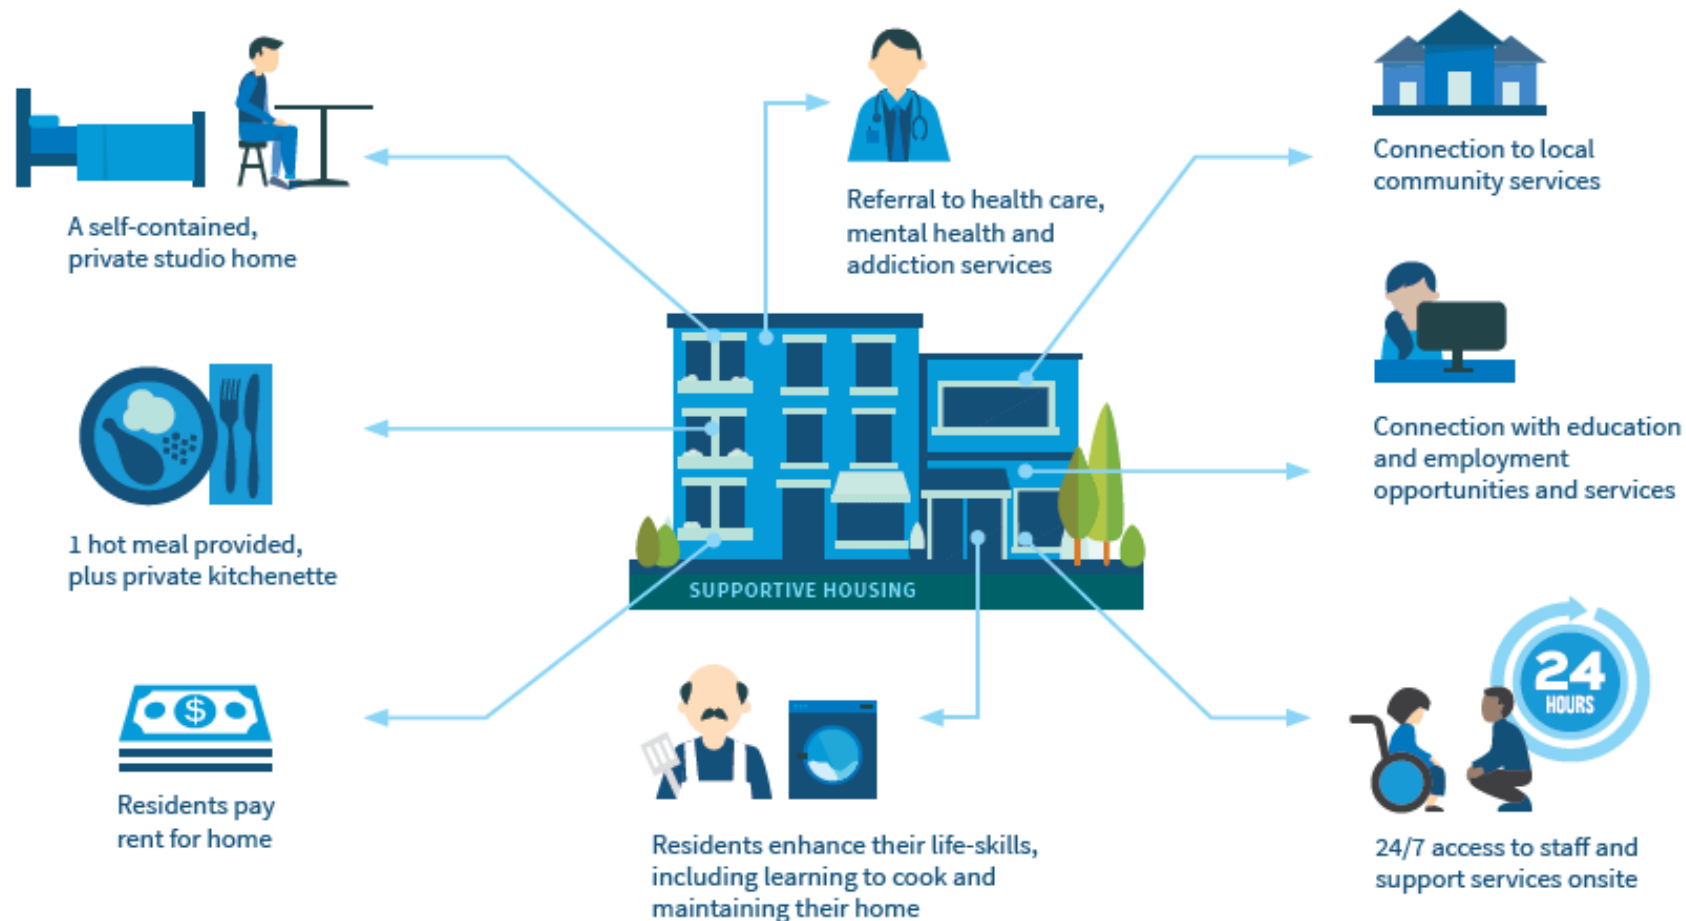 A self-contained,
private studio home
Referral to health care,
mental health and
addiction services
Connection to local
community services
1 hot meal provided,
plus private kitchenette
SUPPORTIVE HOUSING
Connection with education
and employment
opportunities and services
$
Residents pay
rent for home
Residents enhance their life-skills,
including learning to cook and
maintaining their home
24
HOURS
24/7 access to staff and
support services onsite